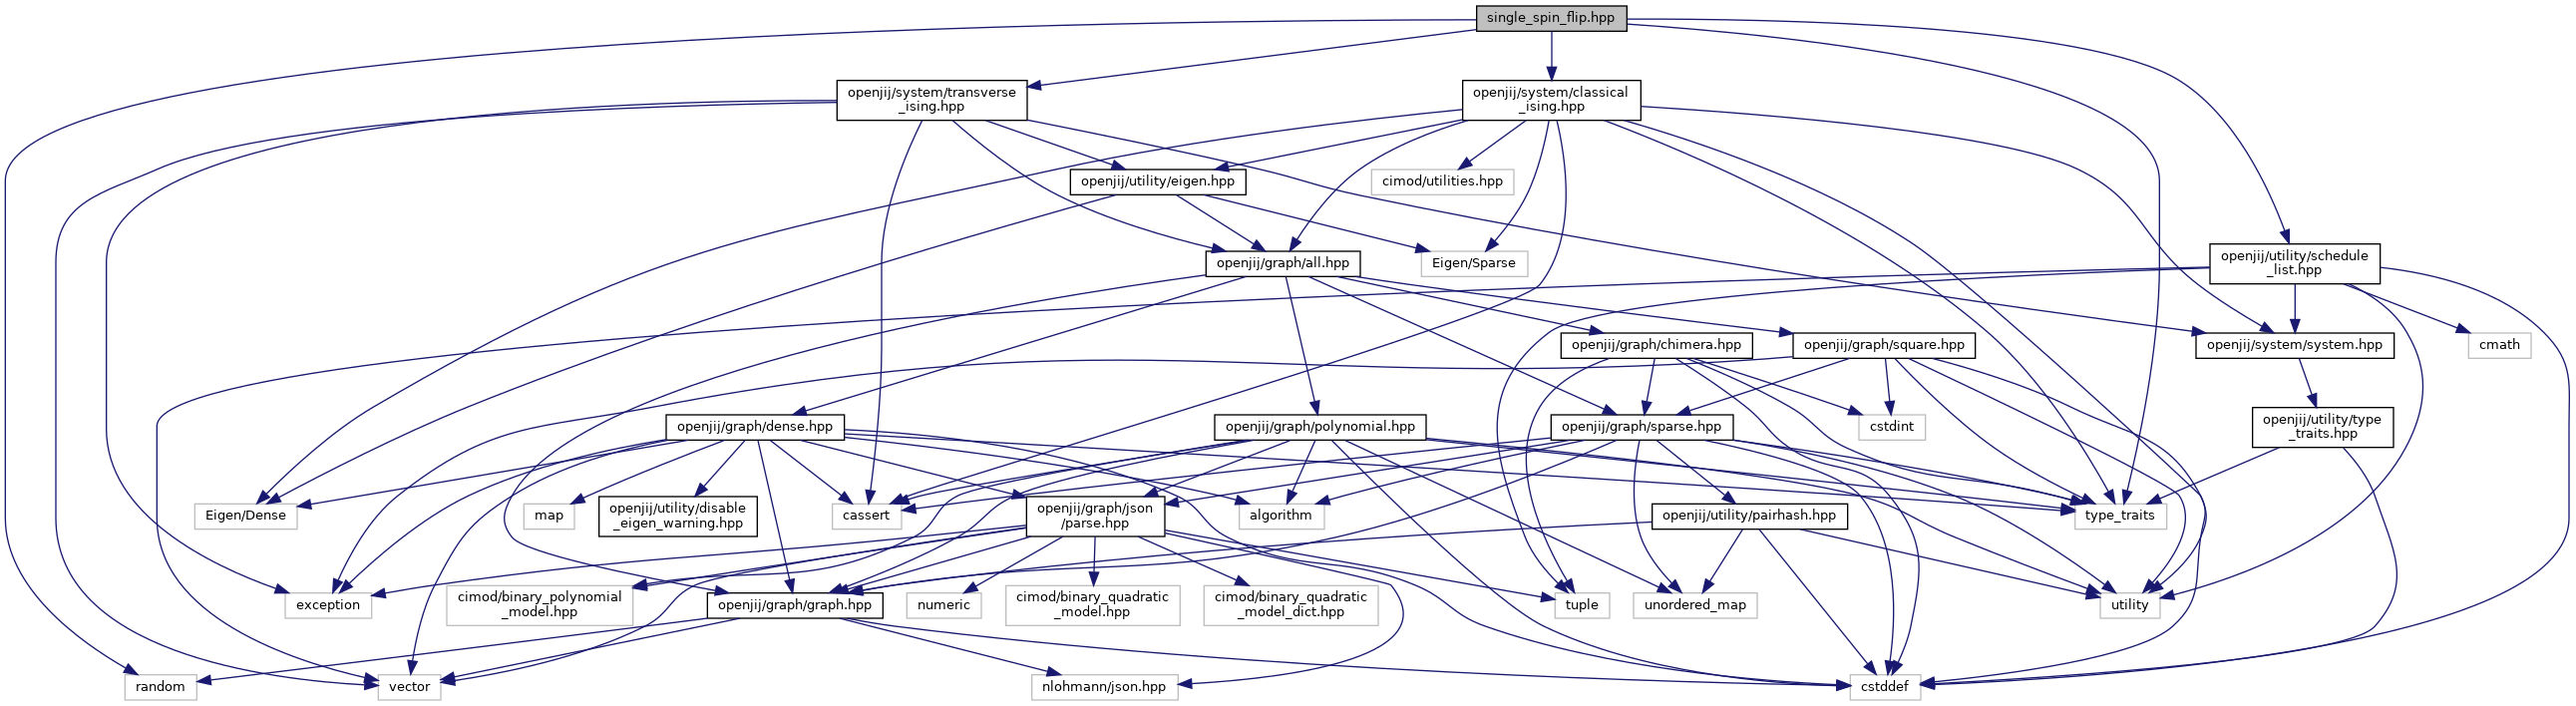 single_spin_flip.hpp
openjij/system/transverse
_ising.hpp
openjij/system/classical
_ising.hpp
openjij/utility/eigen.hpp
cimod/utilities.hpp
openjij/graph/all.hpp
Eigen/Sparse
openjij/utility/schedule
_list.hpp
openjij/graph/chimera.hpp
openjij/graph/square.hpp
openjij/system/system.hpp
cmath
openjij/graph/dense.hpp
openjij/graph/polynomial.hpp
openjij/graph/sparse.hpp
cstdint
openjij/utility/type
_traits.hpp
Eigen/Dense
map
openjij/utility/disable
_eigen_warning.hpp
cassert
openjij/graph/json
/parse.hpp
algorithm
openjij/utility/pairhash.hpp
type_traits
exception
cimod/binary_polynomial
_model.hpp
openjij/graph/graph.hpp
numeric
cimod/binary_quadratic
_model.hpp
cimod/binary_quadratic
_model_dict.hpp
tuple
unordered_map
utility
random
vector
nlohmann/json.hpp
cstddef